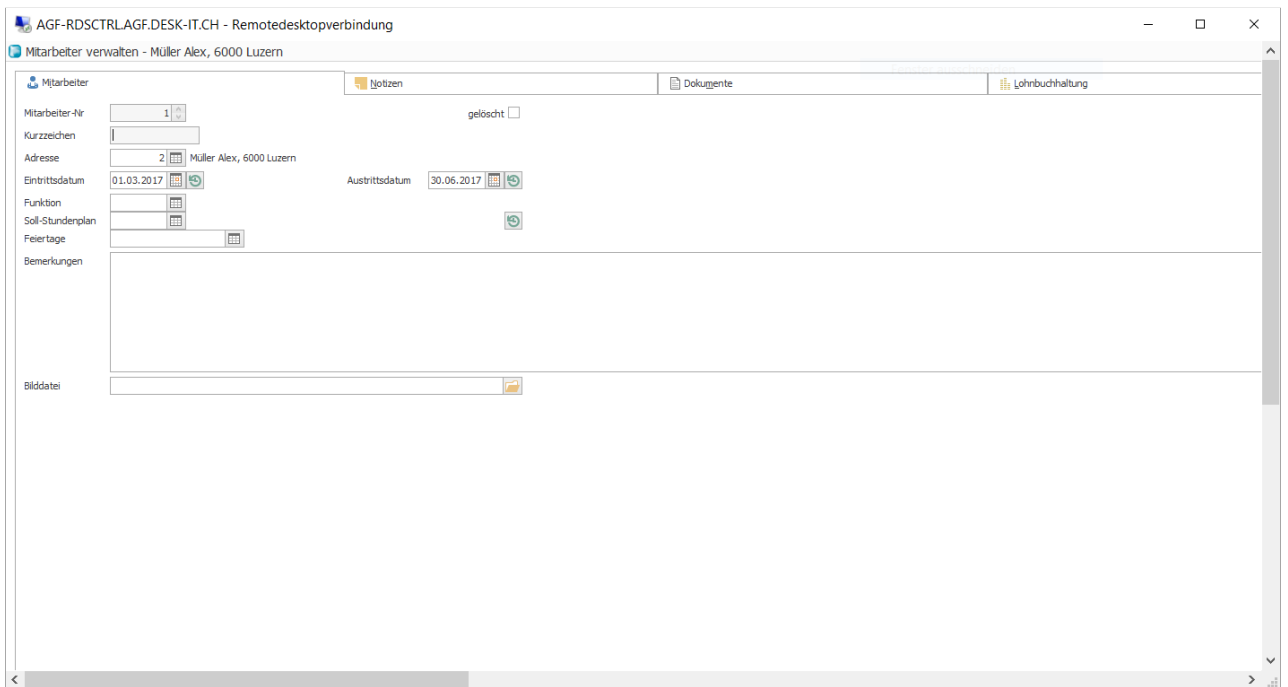 AGF-RDSCTRL.AGF.DESK-IT.CH - Remotedesktopverbindung
Mitarbeiter verwalten - Müller Alex, 6000 Luzern
Fenster ausschneiden
Mitarbeiter Notizen Dokumente Lohnbuchhaltung
Mitarbeiter-Nr 1 gelöscht
Kurzzeichen
Adresse 2 Müller Alex, 6000 Luzern
Eintrittsdatum 01.03.2017 Austrittsdatum 30.06.2017
Funktion
Soll-Stundenplan
Feiertage
Bemerkungen
Bilddatei